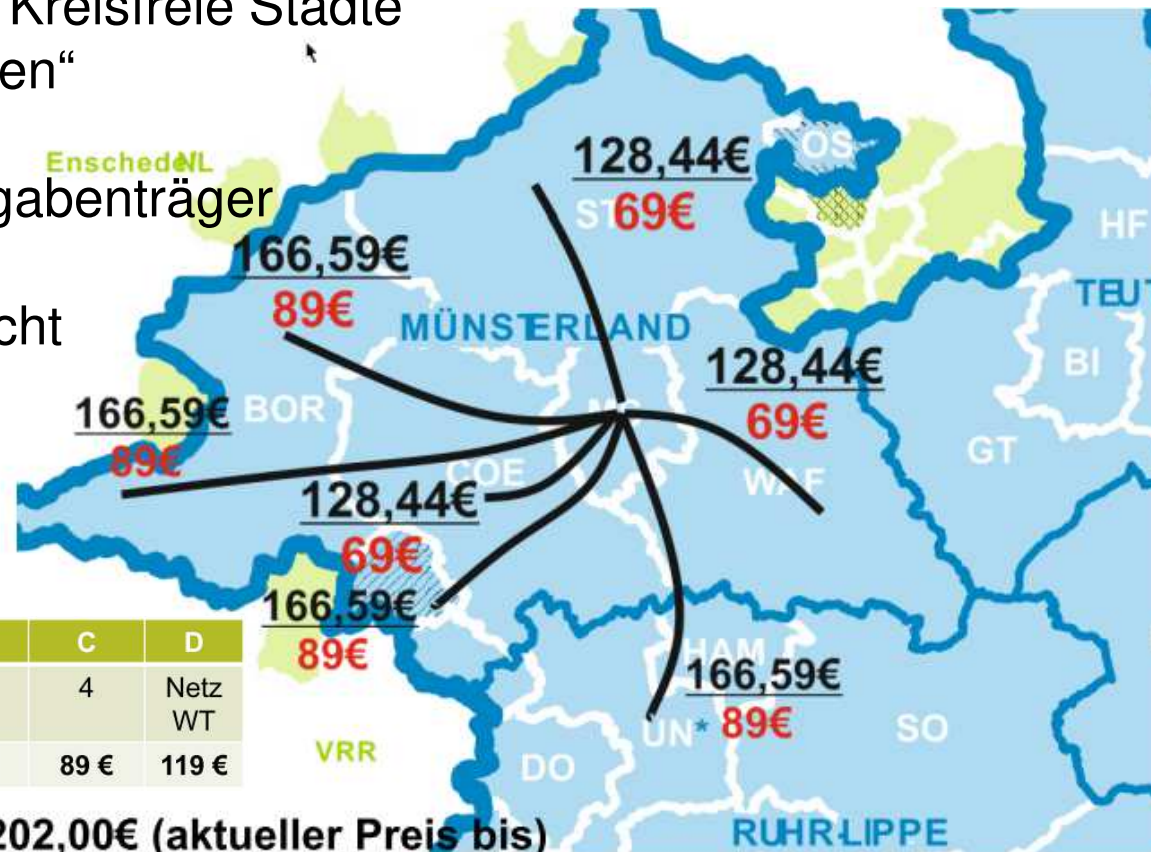 Kreisfreie Städte
en“
Enschede/NL
gabenträger
cht
OS
128,44€
ST
69€
HF
166,59€
89€
MÜNSTERLAND
BI
128,44€
69€
166,59€
89€
BOR
GT
COE
WAF
128,44€
69€
166,59€
89€
HAM
166,59€
89€
UN*
SO
DO
VRR
C D
4 Netz
WT
89 € 119 €
202,00€ (aktueller Preis bis)
RUHR-LIPPE